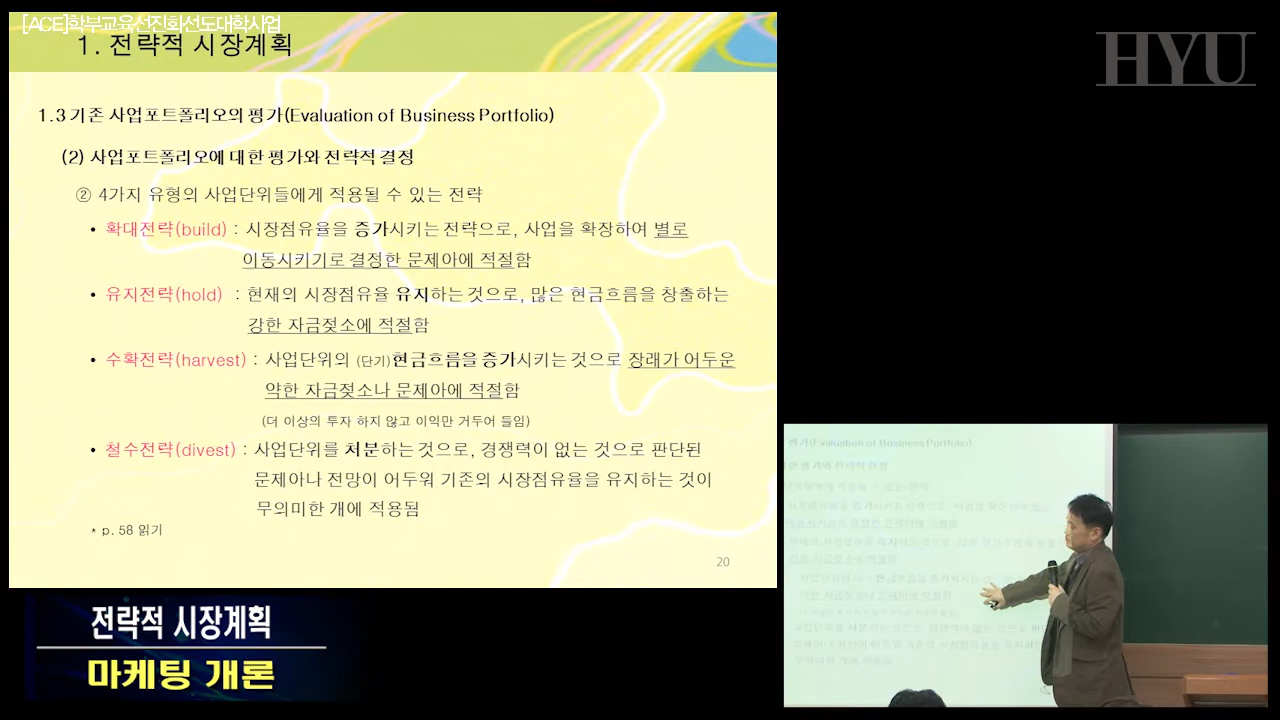 [ACE]학부교육선진화선도대학사업
1. 전략적 시장계획
HYU
1.3 기존 사업포트폴리오의 평가(Evaluation of Business Portfolio)
(2) 사업포트폴리오에 대한 평가와 전략적 결정
② 4가지 유형의 사업단위들에게 적용될 수 있는 전략
• 확대전략(build) : 시장점유율을 증가시키는 전략으로, 사업을 확장하여 별로
이동시키기로 결정한 문제아에 적절함
• 유지전략(hold) : 현재의 시장점유율 유지하는 것으로, 많은 현금흐름을 창출하는
강한 자금젖소에 적절함
• 수확전략(harvest) : 사업단위의 (단기)현금흐름을 증가시키는 것으로 장래가 어두운
약한 자금젖소나 문제아에 적절함
(더 이상의 투자 하지 않고 이익만 거두어 들임)
• 철수전략(divest) : 사업단위를 처분하는 것으로, 경쟁력이 없는 것으로 판단된
문제아나 전망이 어두워 기존의 시장점유율을 유지하는 것이
무의미한 개에 적용됨
* p. 58 읽기
20
전략적 시장계획
마케팅 개론